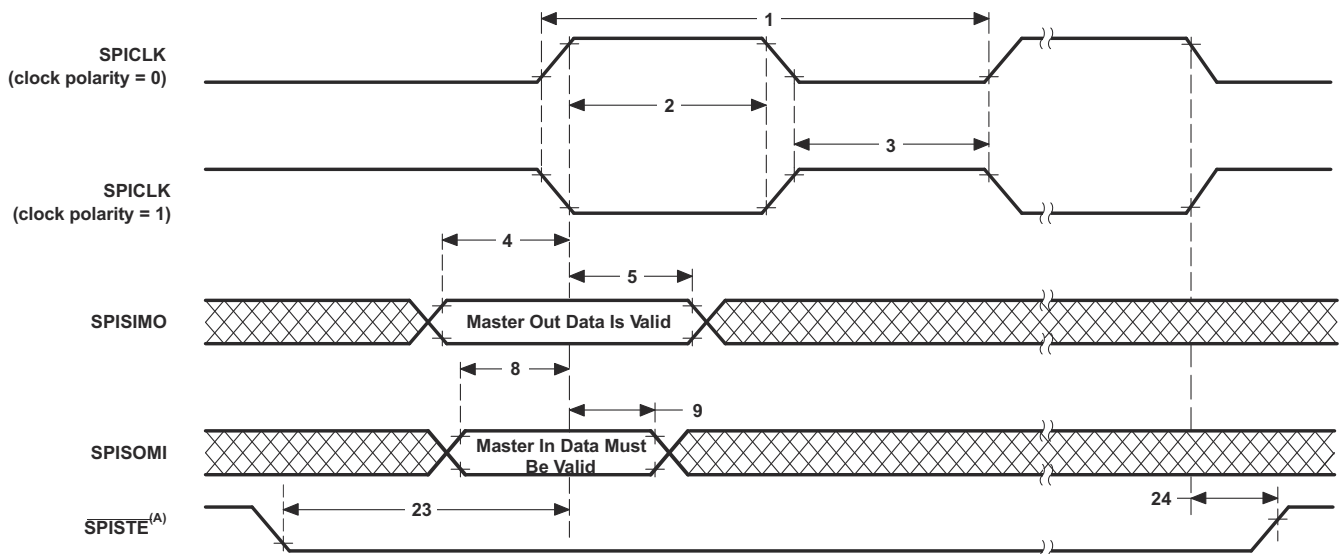 1
SPICLK
(clock polarity = 0)
2
3
SPICLK
(clock polarity = 1)
4
5
SPISIMO
Master Out Data Is Valid
8
9
SPISOMI
Master In Data Must
Be Valid
24
23
SPISTE(A)